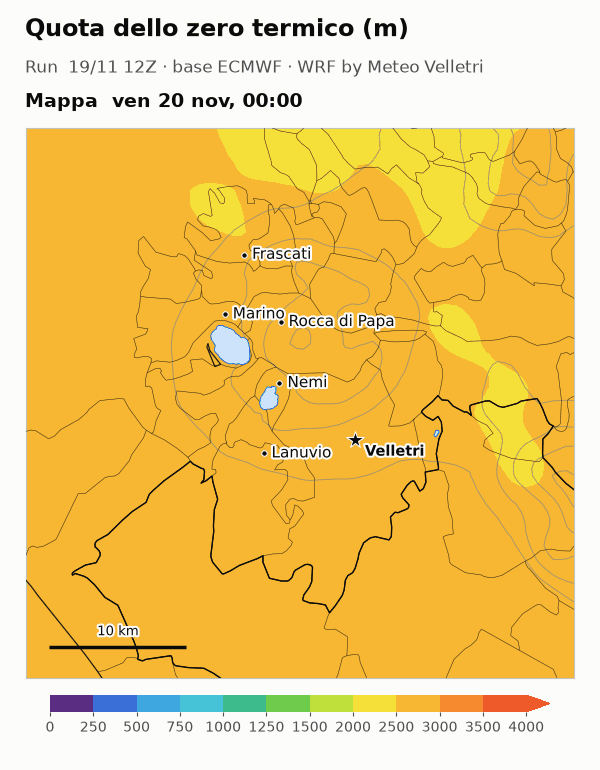 Quota dello zero termico (m)
Run  19/11 12Z · base ECMWF · WRF by Meteo Velletri
Mappa  ven 20 nov, 00:00
Frascati
Marino
Rocca di Papa
Nemi
Velletri
Lanuvio
10 km
0 250 500 750 1000 1250 1500 2000 2500 3000 3500 4000